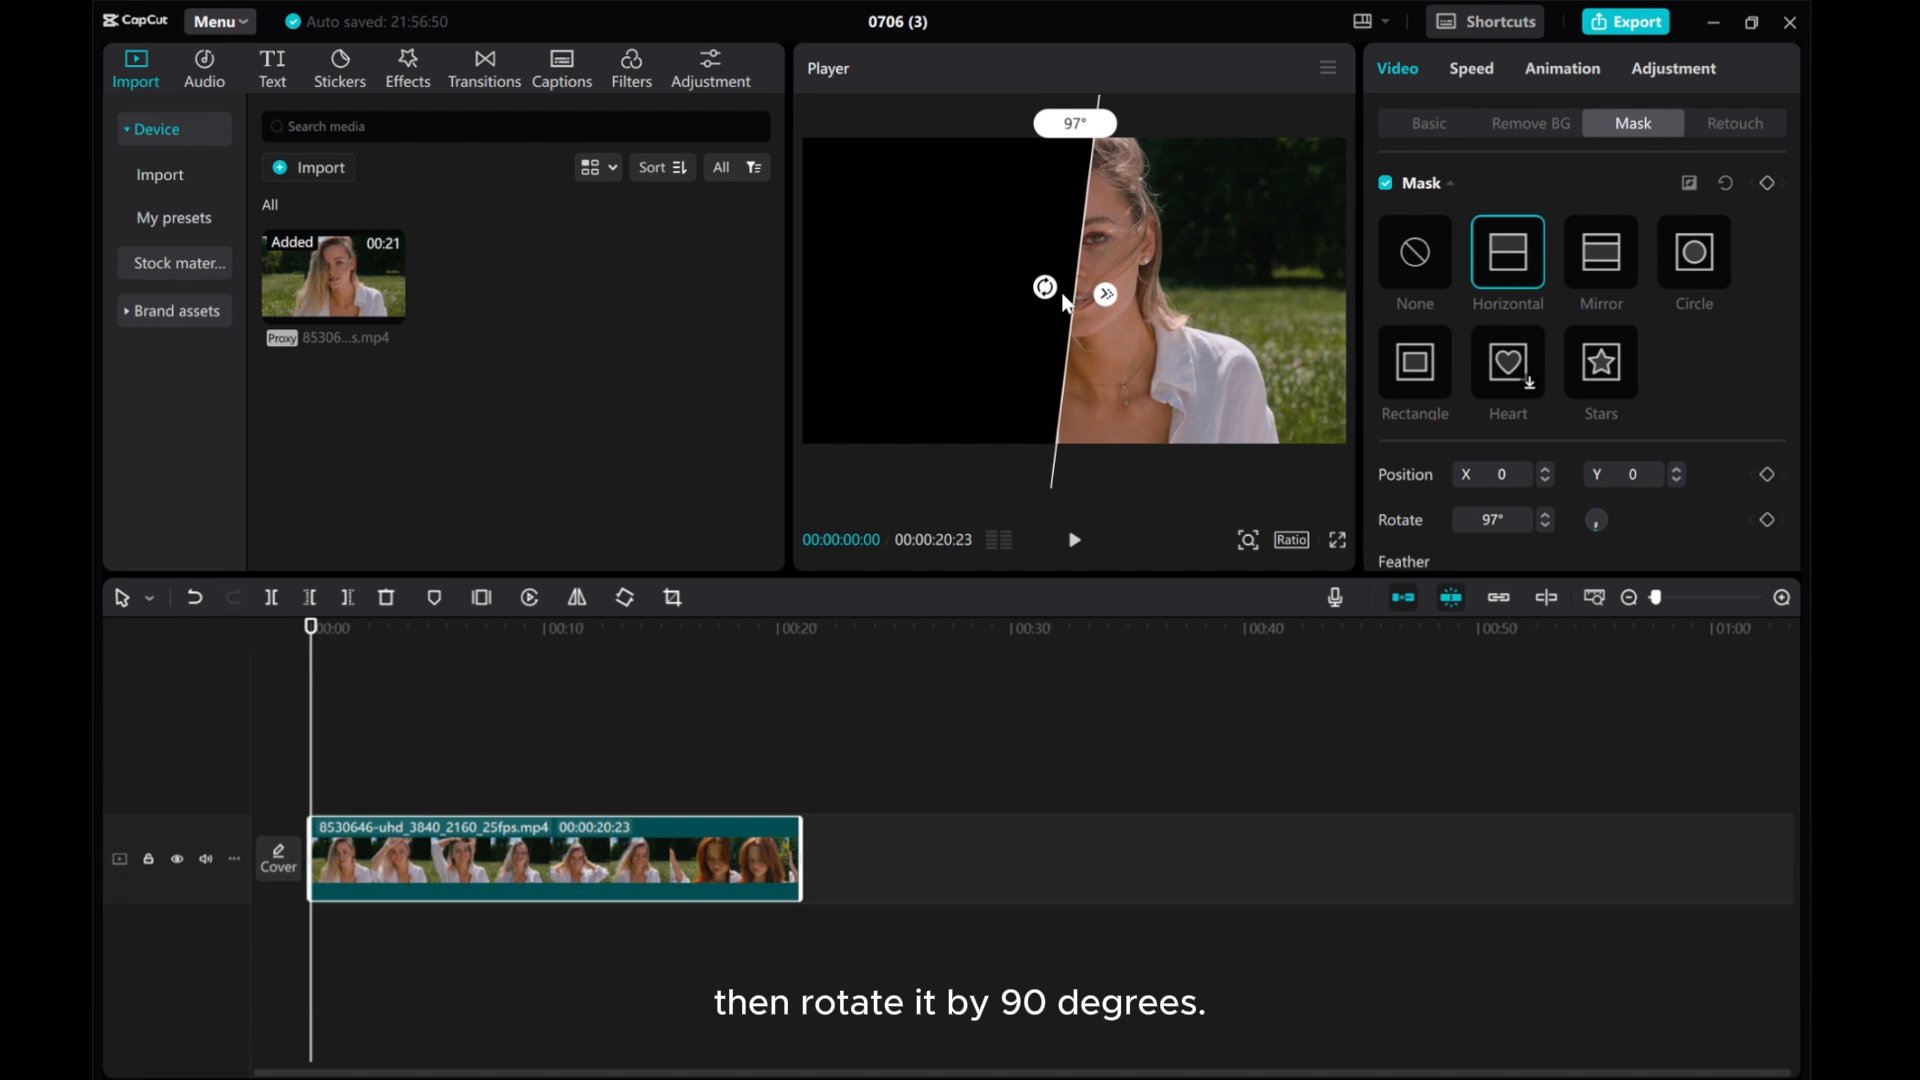 CapCut
Menu
Auto saved: 21:56:50
0706 (3)
Shortcuts
Export
Import
Audio
TI
Text
Stickers
Effects
Transitions
Captions
Filters
Adjustment
Player
Video
Speed
Animation
Adjustment
Device
Import
My presets
Stock mater...
Brand assets
Search media
Import
Sort
All
All
Added
00:21
Proxy
85306...s.mp4
97°
Basic
Remove BG
Mask
Retouch
Mask
None
Horizontal
Mirror
Circle
Rectangle
Heart
Stars
Position
X 0
Y 0
Rotate
97°
Feather
00:00:00:00
00:00:20:23
Ratio
00:00
00:10
00:20
00:30
00:40
00:50
01:00
Cover
8530646-uhd_3840_2160_25fps.mp4 00:00:20:23
then rotate it by 90 degrees.